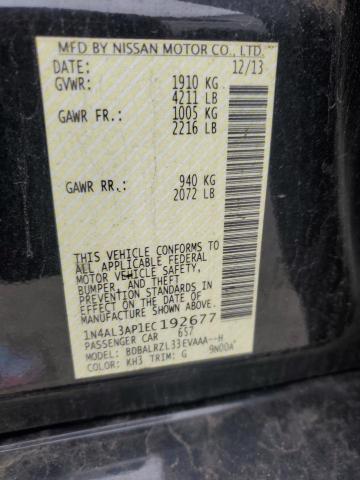 MFD BY NISSAN MOTOR CO., LTD.
DATE: 12/13
GVWR: 1910 KG
4211 LB
GAWR FR.: 1005 KG
2216 LB
GAWR RR.: 940 KG
2072 LB
THIS VEHICLE CONFORMS TO
ALL APPLICABLE FEDERAL
MOTOR VEHICLE SAFETY,
BUMPER, AND THEFT
PREVENTION STANDARDS IN
EFFECT ON THE DATE OF
MANUFACTURE SHOWN ABOVE.
1N4AL3AP1EC192677
PASSENGER CAR 657
MODEL: BDBALRZL33EVAAA--H
COLOR: KH3 TRIM: G 9N00A